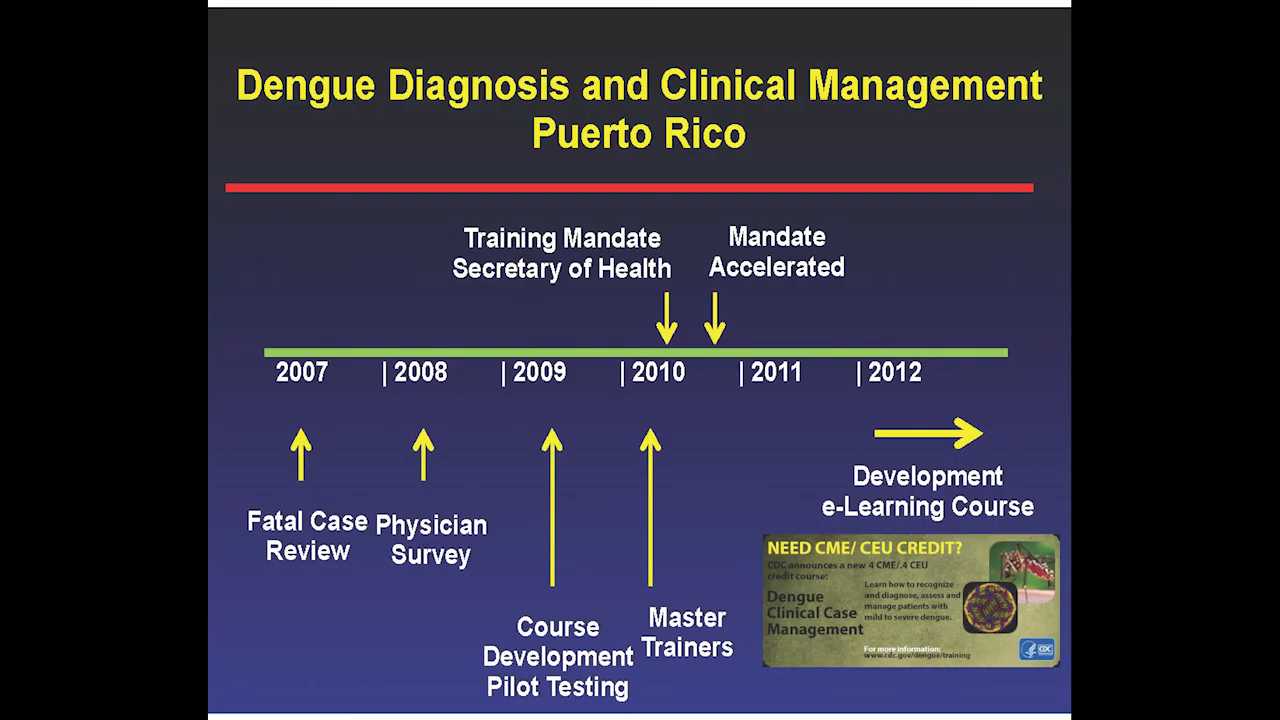 Dengue Diagnosis and Clinical Management
Puerto Rico
Training Mandate
Secretary of Health
Mandate
Accelerated
2007 | 2008 | 2009 | 2010 | 2011 | 2012
Fatal Case
Review
Physician
Survey
Course
Development
Pilot Testing
Master
Trainers
Development
e-Learning Course
NEED CME/ CEU CREDIT?
CDC announces a new 4 CME/.4 CEU
credit course:
Dengue
Clinical Case
Management
Learn how to recognize
and diagnose, assess and
manage patients with
mild to severe dengue.
For more information:
www.cdc.gov/dengue/training
CDC